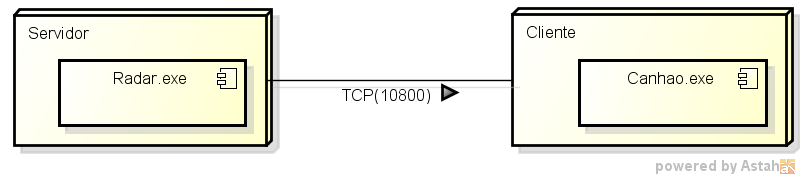 Servidor
Radar.exe
TCP(10800)
Cliente
Canhao.exe
powered by Astah